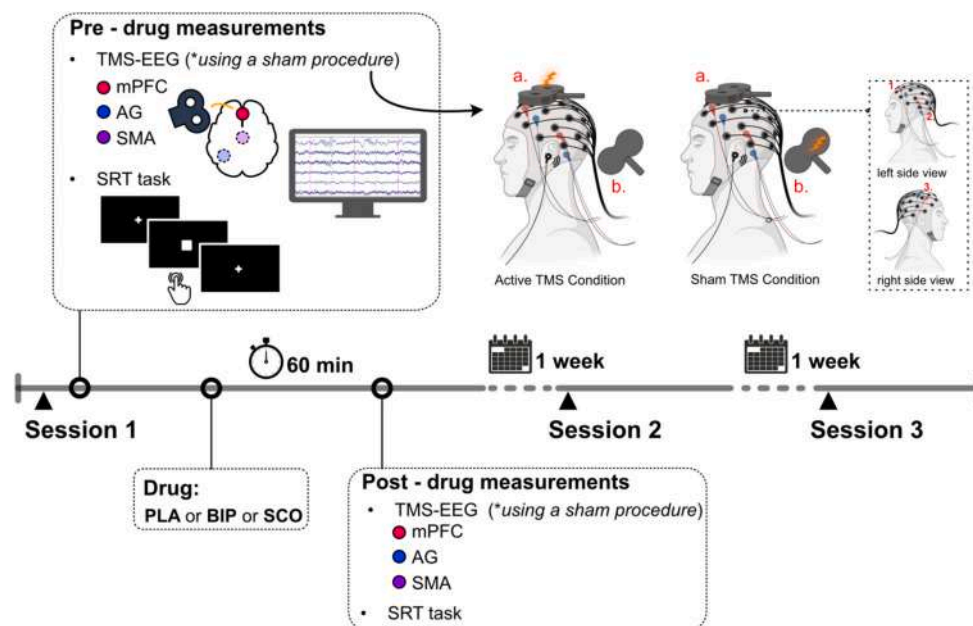 Pre - drug measurements
• TMS-EEG (*using a sham procedure)
mPFC
AG
SMA
• SRT task
a.
b.
Active TMS Condition
a.
b.
Sham TMS Condition
1.
2.
left side view
3.
right side view
60 min
1 week
1 week
Session 1
Session 2
Session 3
Drug:
PLA or BIP or SCO
Post - drug measurements
• TMS-EEG (*using a sham procedure)
mPFC
AG
SMA
• SRT task